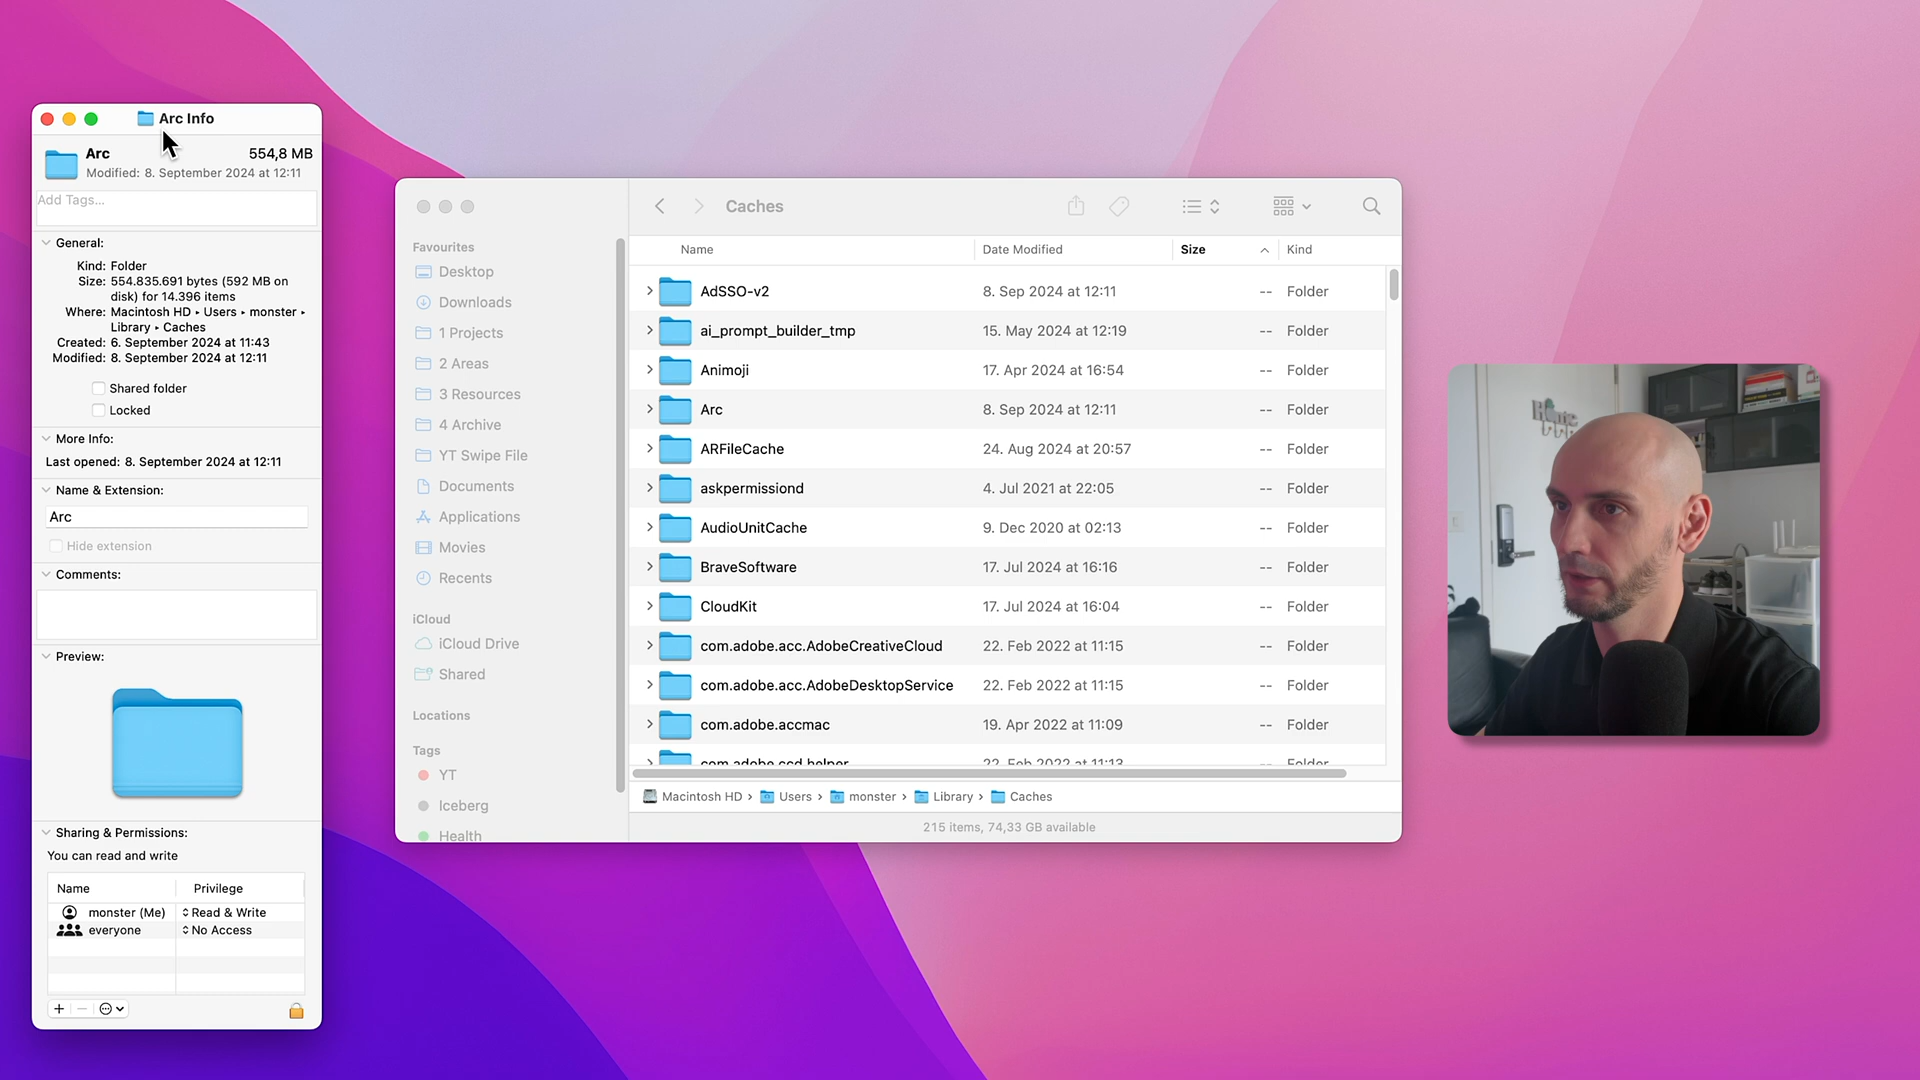 Arc Info
Arc 554,8 MB
Modified: 8. September 2024 at 12:11
Add Tags...
General:
Kind: Folder
Size: 554.835.691 bytes (592 MB on
disk) for 14.396 items
Where: Macintosh HD ▸ Users ▸ monster ▸
Library ▸ Caches
Created: 6. September 2024 at 11:43
Modified: 8. September 2024 at 12:11
Shared folder
Locked
More Info:
Last opened: 8. September 2024 at 12:11
Name & Extension:
Arc
Hide extension
Comments:
Preview:
Sharing & Permissions:
You can read and write
Name Privilege
monster (Me) Read & Write
everyone No Access
Caches
Favourites
Desktop
Downloads
1 Projects
2 Areas
3 Resources
4 Archive
YT Swipe File
Documents
Applications
Movies
Recents
iCloud
iCloud Drive
Shared
Locations
Tags
YT
Iceberg
Health
Name Date Modified Size Kind
AdSSO-v2 8. Sep 2024 at 12:11 -- Folder
ai_prompt_builder_tmp 15. May 2024 at 12:19 -- Folder
Animoji 17. Apr 2024 at 16:54 -- Folder
Arc 8. Sep 2024 at 12:11 -- Folder
ARFileCache 24. Aug 2024 at 20:57 -- Folder
askpermissiond 4. Jul 2021 at 22:05 -- Folder
AudioUnitCache 9. Dec 2020 at 02:13 -- Folder
BraveSoftware 17. Jul 2024 at 16:16 -- Folder
CloudKit 17. Jul 2024 at 16:04 -- Folder
com.adobe.acc.AdobeCreativeCloud 22. Feb 2022 at 11:15 -- Folder
com.adobe.acc.AdobeDesktopService 22. Feb 2022 at 11:15 -- Folder
com.adobe.accmac 19. Apr 2022 at 11:09 -- Folder
com.adobe.ccd.helper 22. Feb 2022 at 11:13 -- Folder
Macintosh HD › Users › monster › Library › Caches
215 items, 74,33 GB available
Home